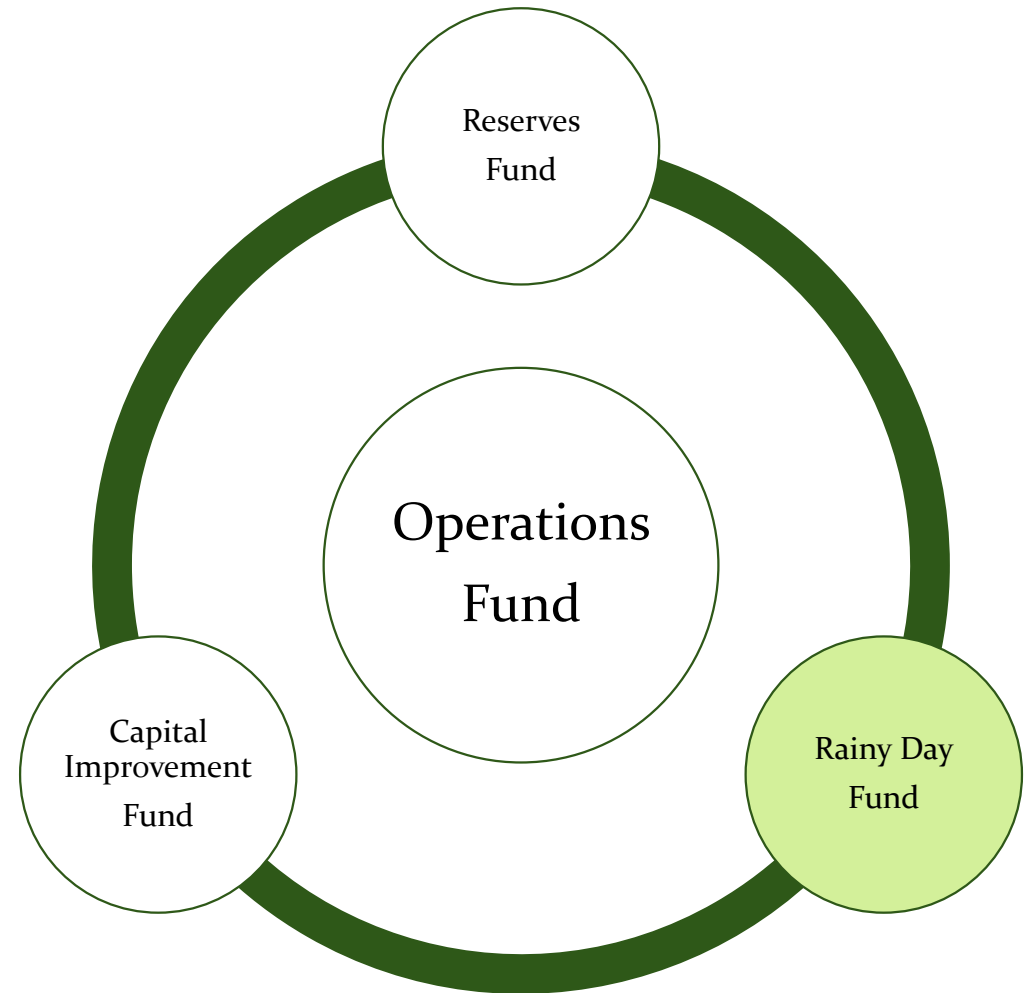 Reserves
Fund
Operations
Fund
Capital
Improvement
Fund
Rainy Day
Fund